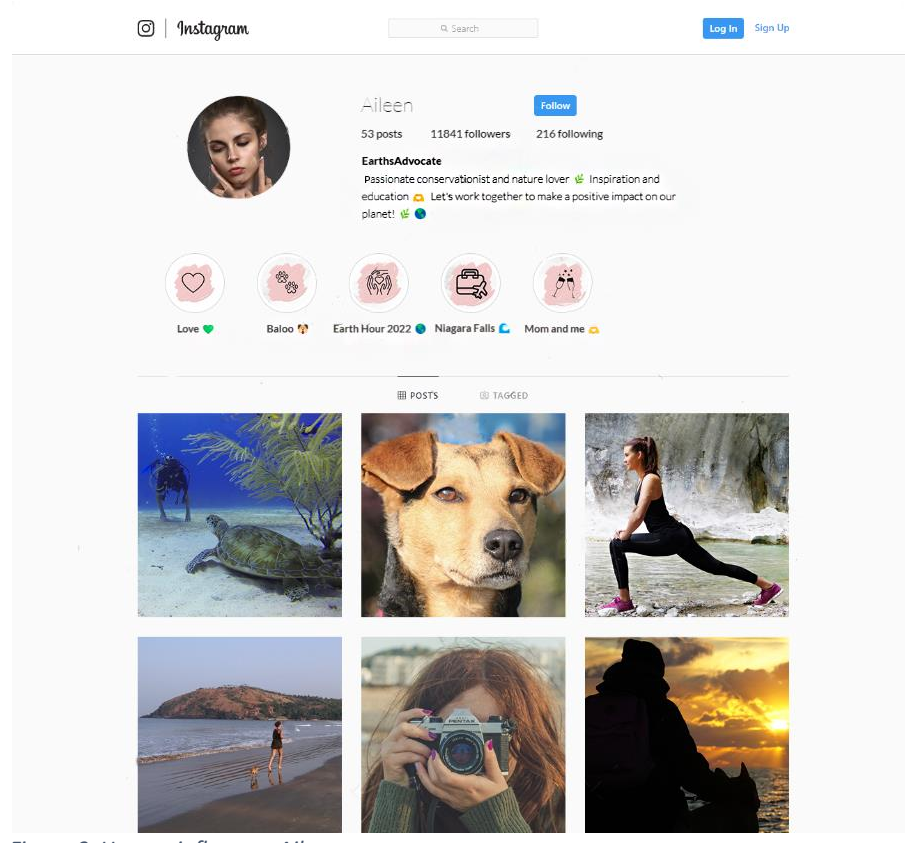 Instagram
Search
Log In
Sign Up
Aileen
Follow
53 posts 11841 followers 216 following
EarthsAdvocate
Passionate conservationist and nature lover 🌿 Inspiration and
education 🫶 Let's work together to make a positive impact on our
planet! 🌿 🌎
Love 💚
Baloo 🐶
Earth Hour 2022 🌎
Niagara Falls 🌊
Mom and me 🫶
POSTS
TAGGED
PENTAX